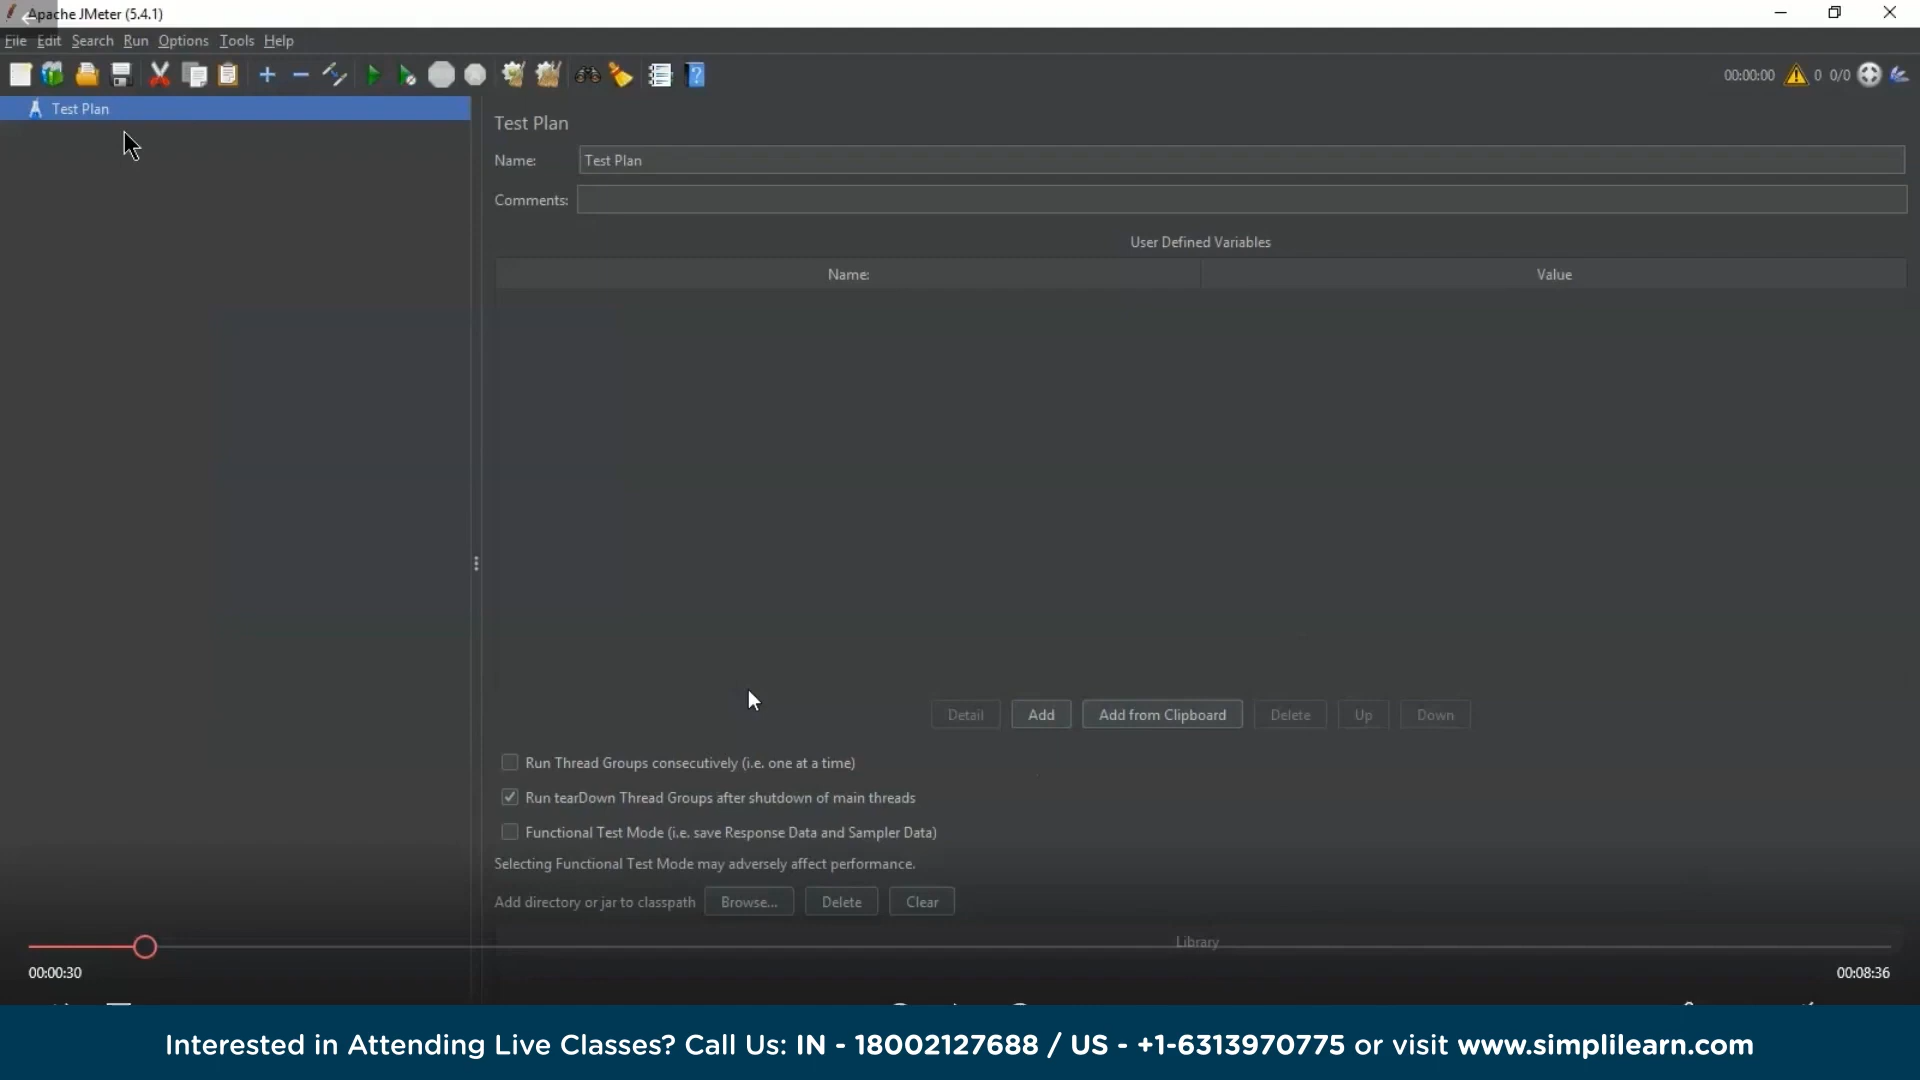 Apache JMeter (5.4.1)
File Edit Search Run Options Tools Help
00:00:00 0 0/0
Test Plan
Test Plan
Name: Test Plan
Comments:
User Defined Variables
Name: Value
Detail Add Add from Clipboard Delete Up Down
Run Thread Groups consecutively (i.e. one at a time)
Run tearDown Thread Groups after shutdown of main threads
Functional Test Mode (i.e. save Response Data and Sampler Data)
Selecting Functional Test Mode may adversely affect performance.
Add directory or jar to classpath Browse... Delete Clear
Library
00:00:30 00:08:36
Interested in Attending Live Classes? Call Us: IN - 18002127688 / US - +1-6313970775 or visit www.simplilearn.com